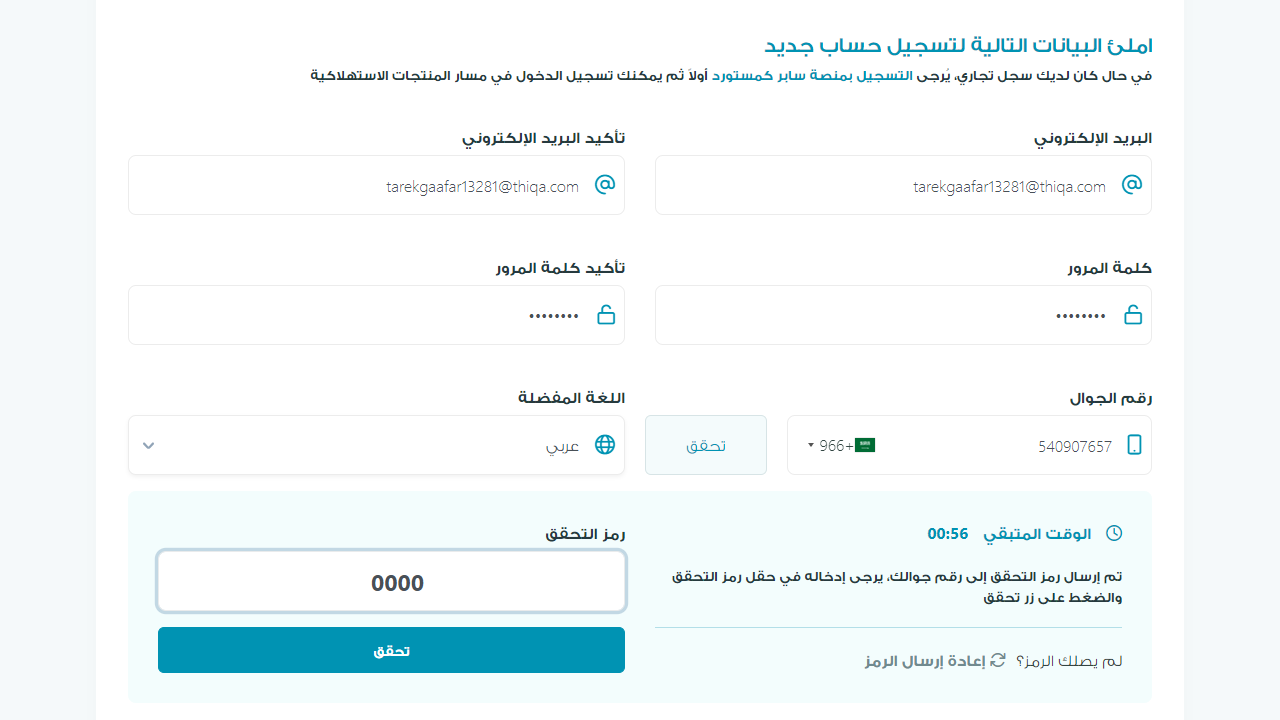 املئ البيانات التالية لتسجيل حساب جديد
في حال كان لديك سجل تجاري، يُرجى التسجيل بمنصة سابر كمستورد أولاً ثم يمكنك تسجيل الدخول في مسار المنتجات الاستهلاكية
البريد الإلكتروني
tarekgaafar13281@thiqa.com
تأكيد البريد الإلكتروني
tarekgaafar13281@thiqa.com
كلمة المرور
••••••••
تأكيد كلمة المرور
••••••••
رقم الجوال
540907657
966+
تحقق
اللغة المفضلة
عربي
الوقت المتبقي 00:56
تم إرسال رمز التحقق إلى رقم جوالك، يرجى إدخاله في حقل رمز التحقق
والضغط على زر تحقق
لم يصلك الرمز؟ إعادة إرسال الرمز
رمز التحقق
0000
تحقق